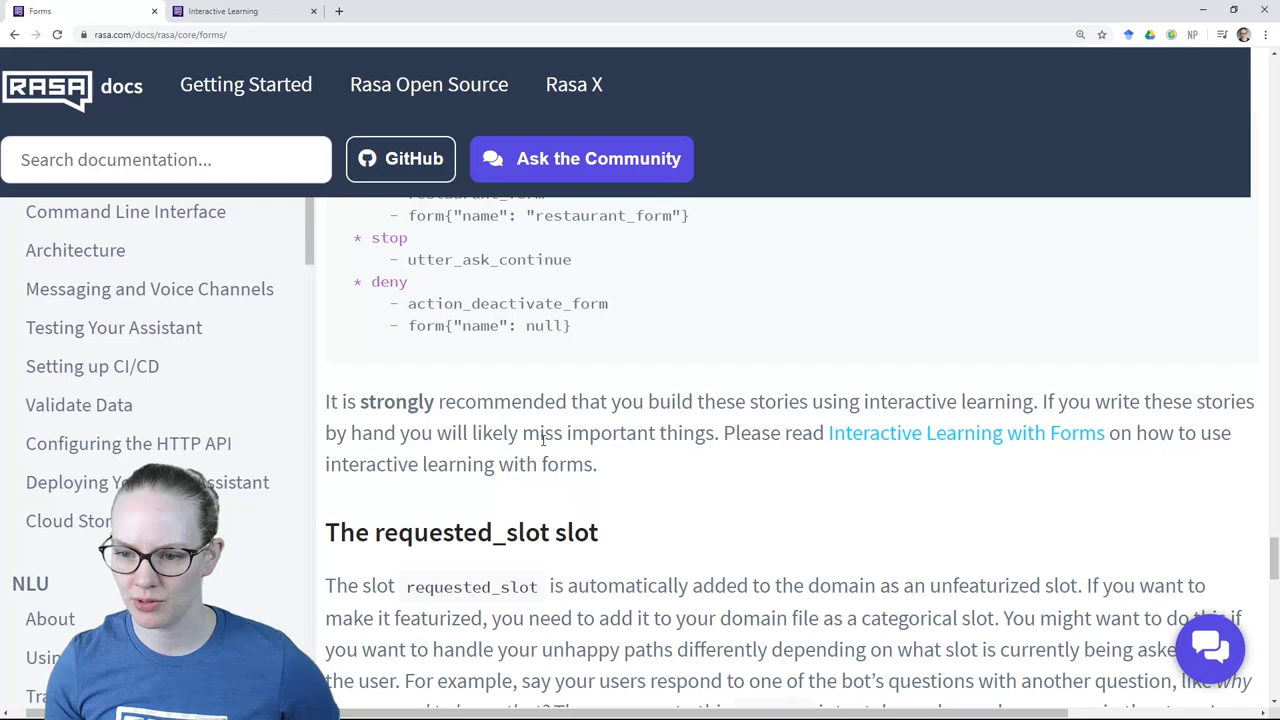 Forms
Interactive Learning
rasa.com/docs/rasa/core/forms/
NP
RASA docs
Getting Started
Rasa Open Source
Rasa X
Search documentation...
GitHub
Ask the Community
Command Line Interface
Architecture
Messaging and Voice Channels
Testing Your Assistant
Setting up CI/CD
Validate Data
Configuring the HTTP API
Deploying
Assistant
Cloud
NLU
About
- form{"name": "restaurant_form"}
* stop
- utter_ask_continue
* deny
- action_deactivate_form
- form{"name": null}
It is strongly recommended that you build these stories using interactive learning. If you write these stories
by hand you will likely miss important things. Please read Interactive Learning with Forms on how to use
interactive learning with forms.
The requested_slot slot
The slot requested_slot is automatically added to the domain as an unfeaturized slot. If you want to
make it featurized, you need to add it to your domain file as a categorical slot. You might want to do this if
you want to handle your unhappy paths differently depending on what slot is currently being aske
the user. For example, say your users respond to one of the bot's questions with another question, like why